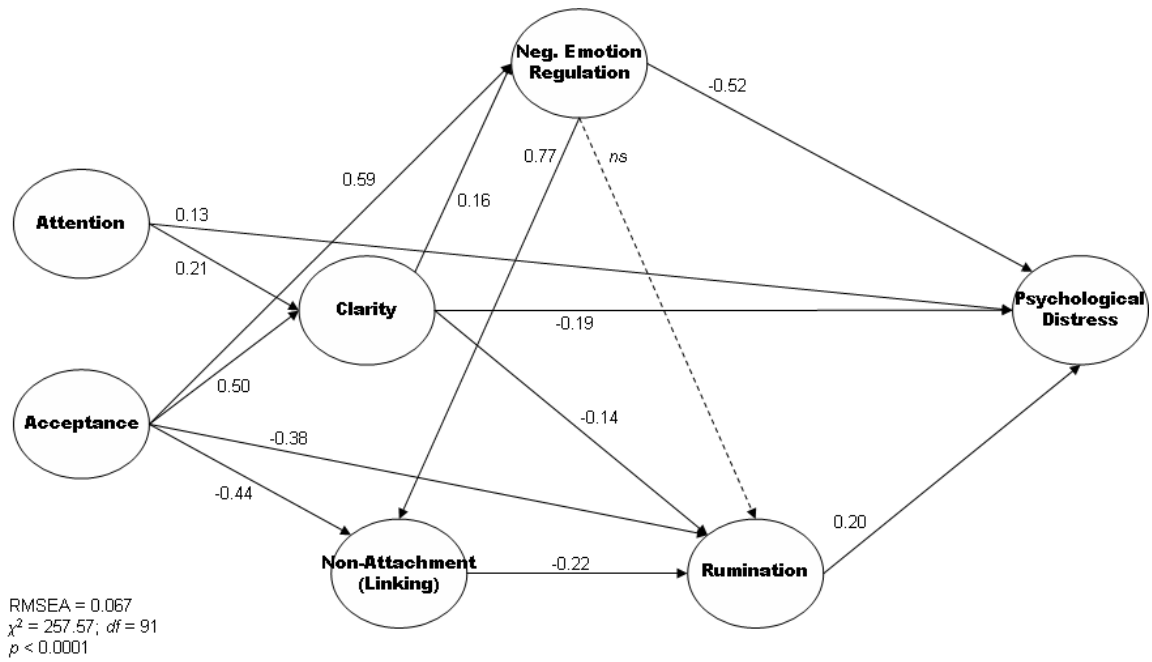 Neg. Emotion
Regulation
-0.52
0.77
ns
0.59
0.16
Attention
0.13
0.21
Clarity
-0.19
Psychological
Distress
0.50
Acceptance
-0.14
-0.38
-0.44
Non-Attachment
(Linking)
-0.22
Rumination
0.20
RMSEA = 0.067
χ² = 257.57; df = 91
p < 0.0001